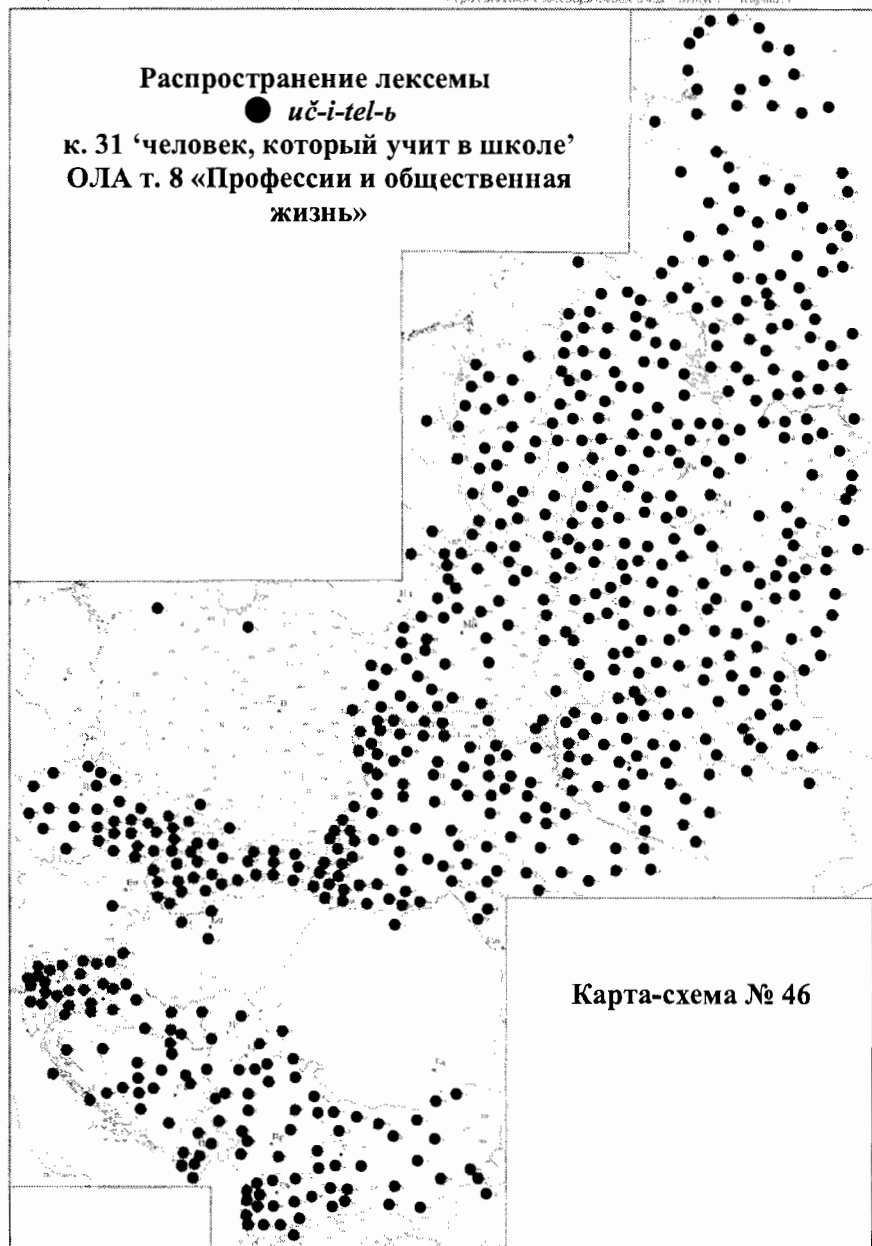 Распространение лексемы
● uč-i-tel-ь
к. 31 ‘человек, который учит в школе’
ОЛА т. 8 «Профессии и общественная
жизнь»
Карта-схема № 46